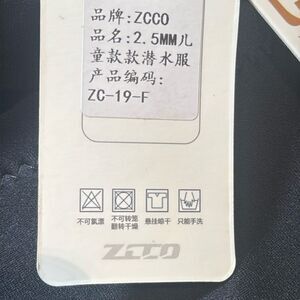 品牌:ZCCO
品名:2.5MM儿
童款款潜水服
产品编码:
ZC-19-F
不可氯漂
不可转笼
翻转干燥
悬挂晾干
只能手洗
ZCCO